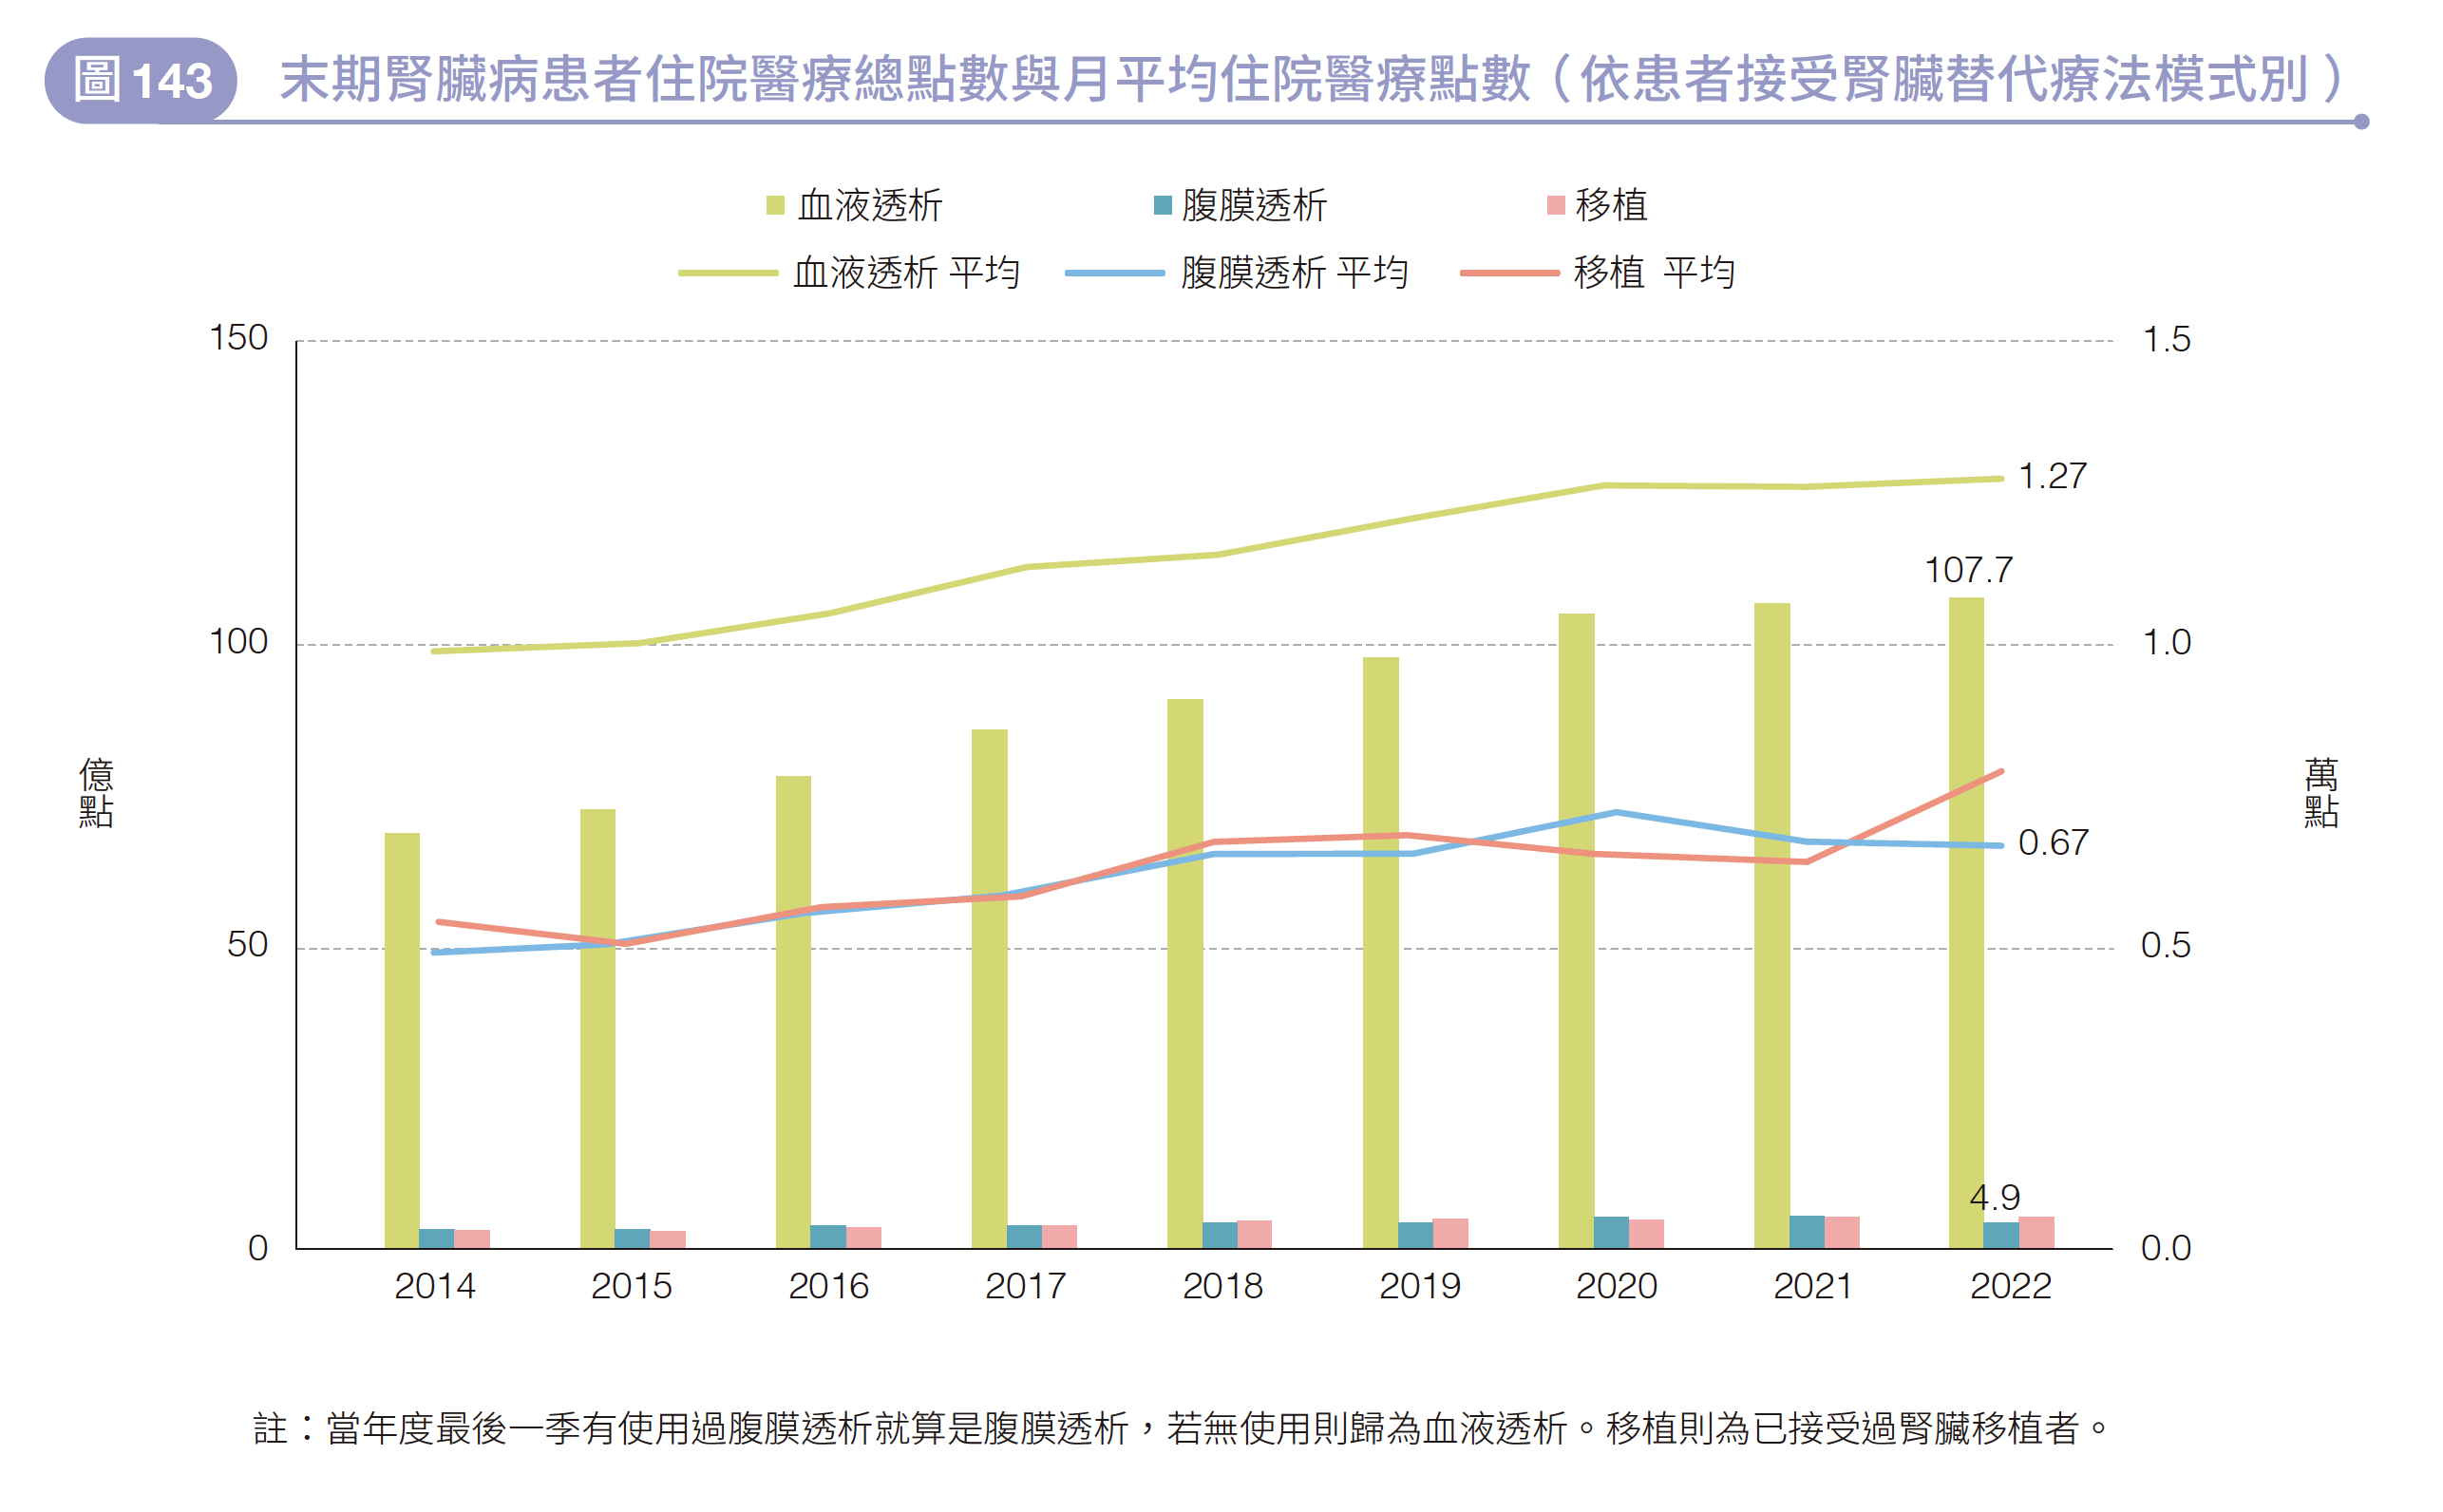 圖 143 末期腎臟病患者住院醫療總點數與月平均住院醫療點數（依患者接受腎臟替代療法模式別）
血液透析 腹膜透析 移植
血液透析 平均 腹膜透析 平均 移植 平均
150
100
50
0
億點
1.5
1.0
0.5
0.0
萬點
1.27
107.7
0.67
4.9
2014 2015 2016 2017 2018 2019 2020 2021 2022
註：當年度最後一季有使用過腹膜透析就算是腹膜透析，若無使用則歸為血液透析。移植則為已接受過腎臟移植者。